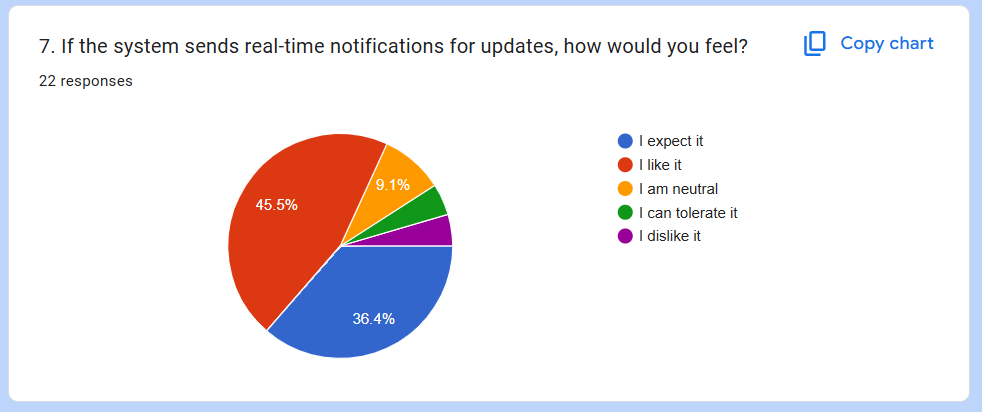 7. If the system sends real-time notifications for updates, how would you feel?
Copy chart
22 responses
I expect it
I like it
I am neutral
I can tolerate it
I dislike it
9.1%
45.5%
36.4%